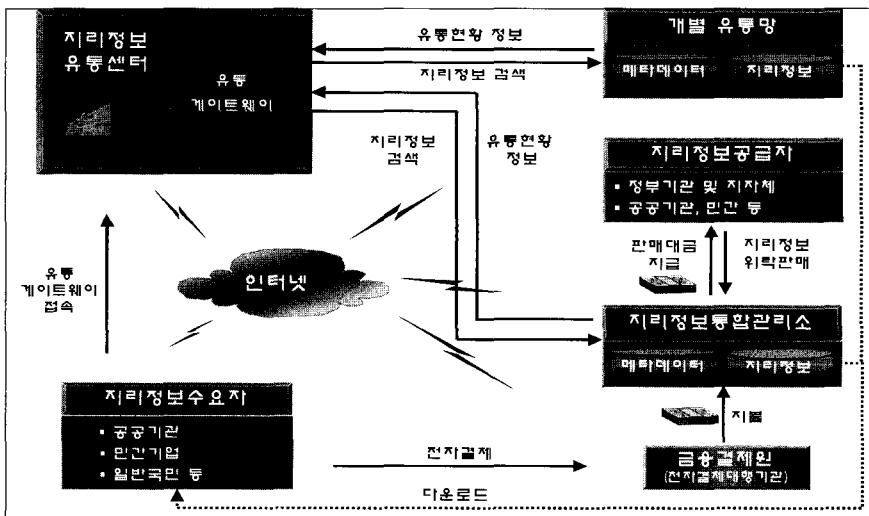 지리정보
유통센터
유통
게이트웨이
유통현황 정보
지리정보 검색
개별 유통망
메타데이터
지리정보
지리정보
검색
유통현황
정보
지리정보공급자
▪ 정부기관 및 지자체
▪ 공공기관, 민간 등
판매대금
지급
지리정보
위탁판매
유통
게이트웨이
접속
인터넷
지리정보통합관리소
메타데이터
지리정보
지리정보수요자
▪ 공공기관
▪ 민간기업
▪ 일반국민 등
지불
전자결제
금융결제원
(전자결제대행기관)
다운로드